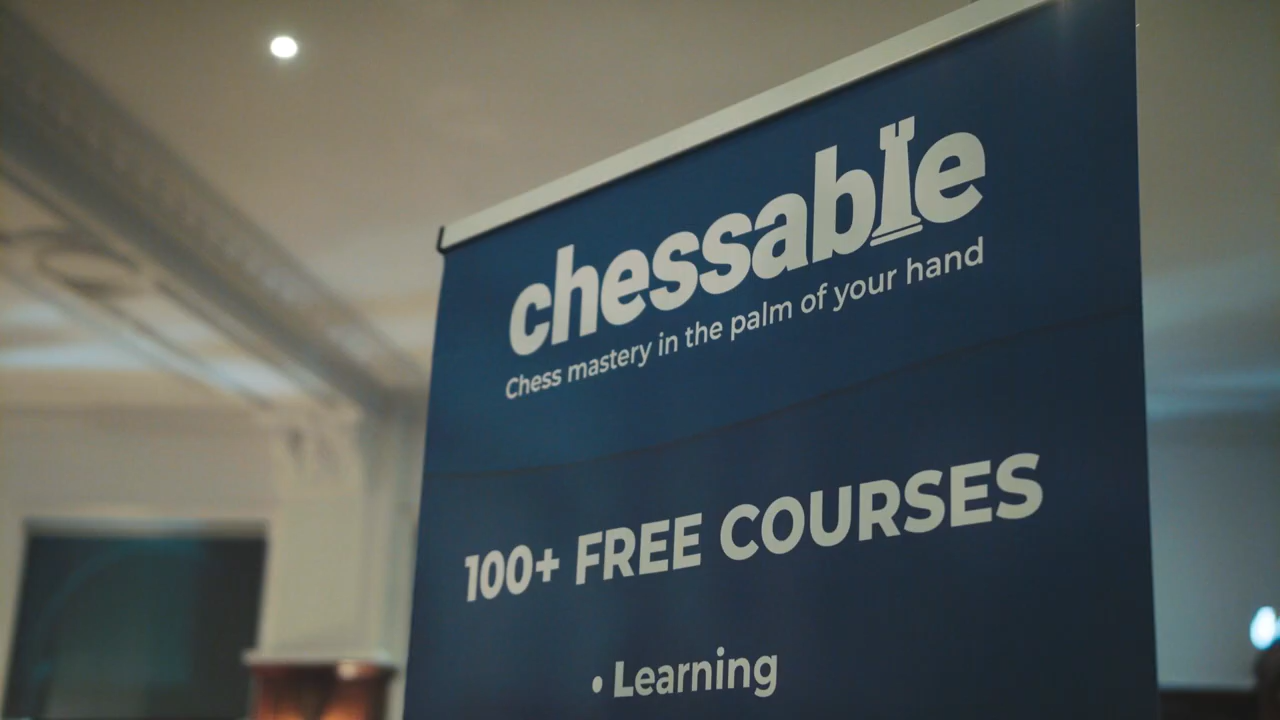 chessable
Chess mastery in the palm of your hand
100+ FREE COURSES
• Learning